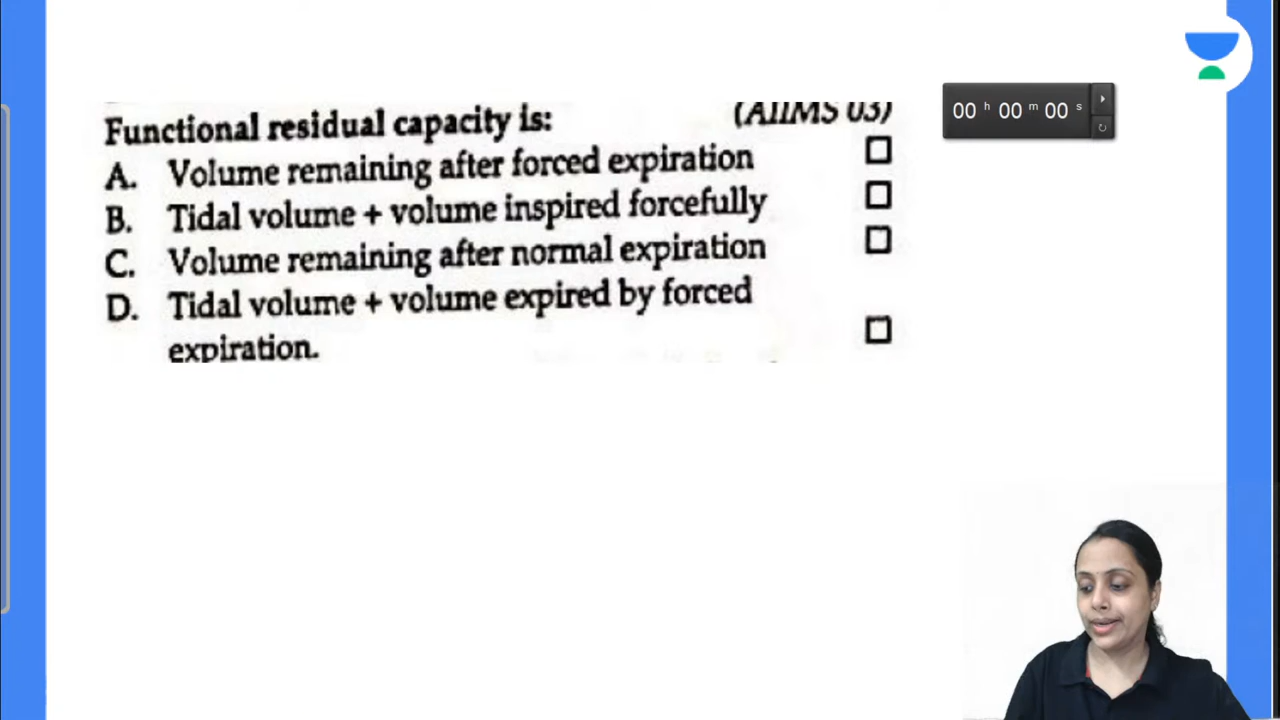 Functional residual capacity is: (AIIMS 03)
A. Volume remaining after forced expiration
B. Tidal volume + volume inspired forcefully
C. Volume remaining after normal expiration
D. Tidal volume + volume expired by forced
expiration.
00 h 00 m 00 s